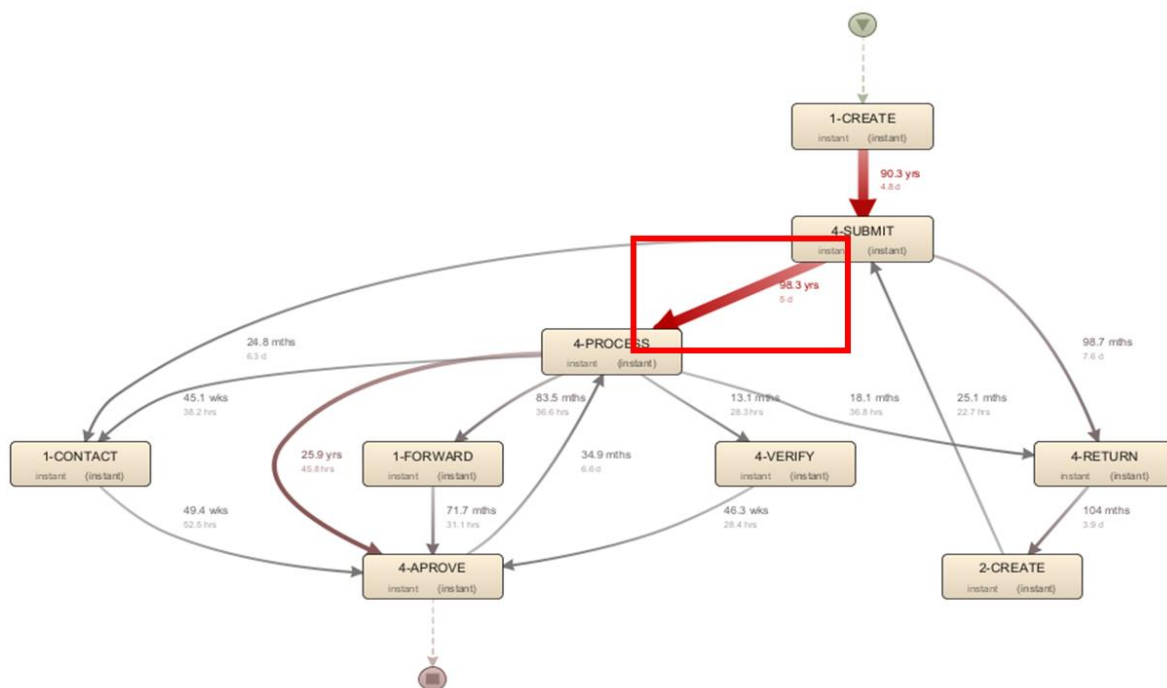 1-CREATE
instant (instant)
90.3 yrs
4.8 d
4-SUBMIT
instant (instant)
98.3 yrs
5 d
24.8 mths
6.3 d
4-PROCESS
instant (instant)
98.7 mths
7.6 d
45.1 wks
38.2 hrs
83.5 mths
36.6 hrs
13.1 mths
28.3 hrs
18.1 mths
36.8 hrs
25.1 mths
22.7 hrs
1-CONTACT
instant (instant)
25.9 yrs
45.8 hrs
1-FORWARD
instant (instant)
34.9 mths
6.6 d
4-VERIFY
instant (instant)
4-RETURN
instant (instant)
49.4 wks
52.5 hrs
71.7 mths
31.1 hrs
46.3 wks
28.4 hrs
104 mths
3.9 d
4-APROVE
instant (instant)
2-CREATE
instant (instant)